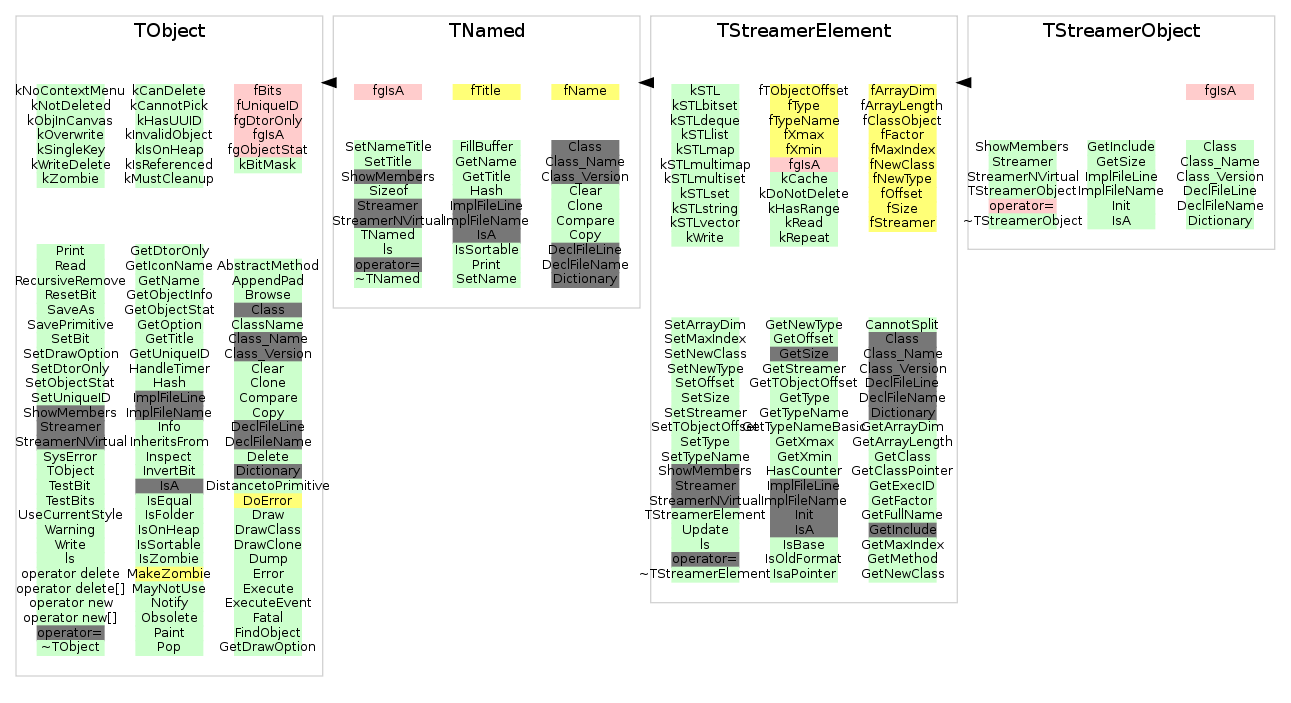 TObject
kNoContextMenu
kNotDeleted
kObjInCanvas
kOverwrite
kSingleKey
kWriteDelete
kZombie
kCanDelete
kCannotPick
kHasUUID
kInvalidObject
kIsOnHeap
kIsReferenced
kMustCleanup
fBits
fUniqueID
fgDtorOnly
fgIsA
fgObjectStat
kBitMask
Print
Read
RecursiveRemove
ResetBit
SaveAs
SavePrimitive
SetBit
SetDrawOption
SetDtorOnly
SetObjectStat
SetUniqueID
ShowMembers
Streamer
StreamerNVirtual
SysError
TObject
TestBit
TestBits
UseCurrentStyle
Warning
Write
ls
operator delete
operator delete[]
operator new
operator new[]
operator=
~TObject
GetDtorOnly
GetIconName
GetName
GetObjectInfo
GetObjectStat
GetOption
GetTitle
GetUniqueID
HandleTimer
Hash
ImplFileLine
ImplFileName
Info
InheritsFrom
Inspect
InvertBit
IsA
IsEqual
IsFolder
IsOnHeap
IsSortable
IsZombie
MakeZombie
MayNotUse
Notify
Obsolete
Paint
Pop
AbstractMethod
AppendPad
Browse
Class
ClassName
Class_Name
Class_Version
Clear
Clone
Compare
Copy
DeclFileLine
DeclFileName
Delete
Dictionary
DistancetoPrimitive
DoError
Draw
DrawClass
DrawClone
Dump
Error
Execute
ExecuteEvent
Fatal
FindObject
GetDrawOption
TNamed
fgIsA
fTitle
fName
SetNameTitle
SetTitle
ShowMembers
Sizeof
Streamer
StreamerNVirtual
TNamed
ls
operator=
~TNamed
FillBuffer
GetName
GetTitle
Hash
ImplFileLine
ImplFileName
IsA
IsSortable
Print
SetName
Class
Class_Name
Class_Version
Clear
Clone
Compare
Copy
DeclFileLine
DeclFileName
Dictionary
TStreamerElement
kSTL
kSTLbitset
kSTLdeque
kSTLlist
kSTLmap
kSTLmultimap
kSTLmultiset
kSTLset
kSTLstring
kSTLvector
kWrite
fTObjectOffset
fType
fTypeName
fXmax
fXmin
fgIsA
kCache
kDoNotDelete
kHasRange
kRead
kRepeat
fArrayDim
fArrayLength
fClassObject
fFactor
fMaxIndex
fNewClass
fNewType
fOffset
fSize
fStreamer
SetArrayDim
SetMaxIndex
SetNewClass
SetNewType
SetOffset
SetSize
SetStreamer
SetTObjectOffset
SetType
SetTypeName
ShowMembers
Streamer
StreamerNVirtual
TStreamerElement
Update
ls
operator=
~TStreamerElement
GetNewType
GetOffset
GetSize
GetStreamer
GetTObjectOffset
GetType
GetTypeName
GetTypeNameBasic
GetXmax
GetXmin
HasCounter
ImplFileLine
ImplFileName
Init
IsA
IsBase
IsOldFormat
IsaPointer
CannotSplit
Class
Class_Name
Class_Version
DeclFileLine
DeclFileName
Dictionary
GetArrayDim
GetArrayLength
GetClass
GetClassPointer
GetExecID
GetFactor
GetFullName
GetInclude
GetMaxIndex
GetMethod
GetNewClass
TStreamerObject
fgIsA
ShowMembers
Streamer
StreamerNVirtual
TStreamerObject
operator=
~TStreamerObject
GetInclude
GetSize
ImplFileLine
ImplFileName
Init
IsA
Class
Class_Name
Class_Version
DeclFileLine
DeclFileName
Dictionary